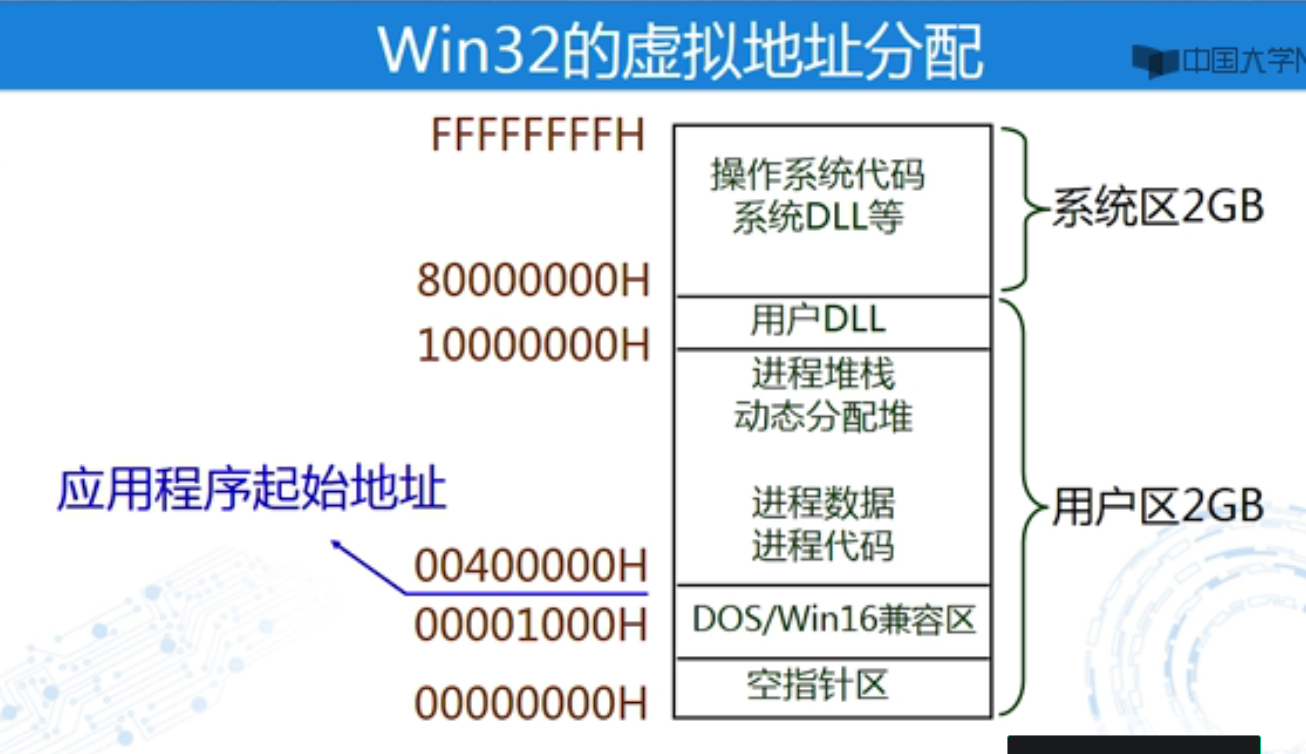 Win32的虚拟地址分配
中国大学
FFFFFFFFH
操作系统代码
系统DLL等
系统区2GB
80000000H
用户DLL
10000000H
进程堆栈
动态分配堆
应用程序起始地址
进程数据
用户区2GB
进程代码
00400000H
00001000H
DOS/Win16兼容区
空指针区
00000000H